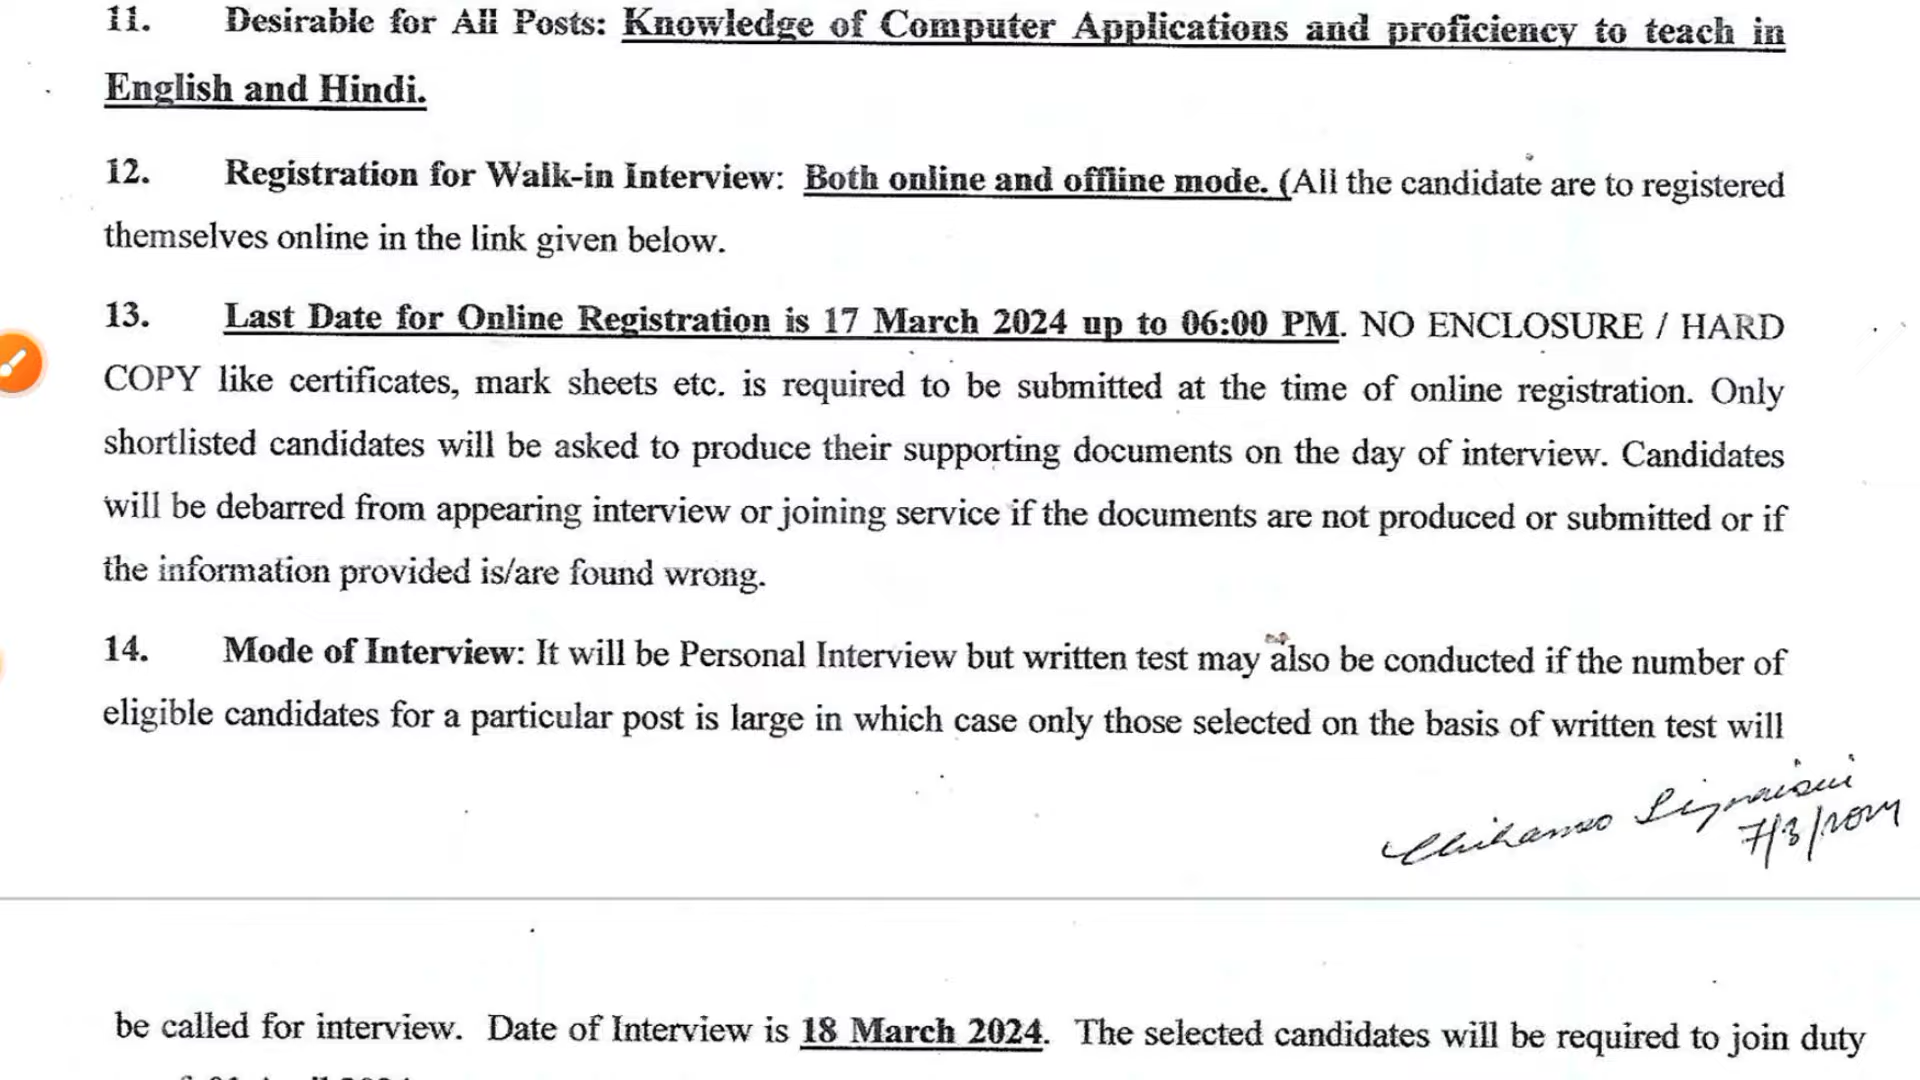 11. Desirable for All Posts: Knowledge of Computer Applications and proficiency to teach in
English and Hindi.
12. Registration for Walk-in Interview: Both online and offline mode. (All the candidate are to registered
themselves online in the link given below.
13. Last Date for Online Registration is 17 March 2024 up to 06:00 PM. NO ENCLOSURE / HARD
COPY like certificates, mark sheets etc. is required to be submitted at the time of online registration. Only
shortlisted candidates will be asked to produce their supporting documents on the day of interview. Candidates
will be debarred from appearing interview or joining service if the documents are not produced or submitted or if
the information provided is/are found wrong.
14. Mode of Interview: It will be Personal Interview but written test may also be conducted if the number of
eligible candidates for a particular post is large in which case only those selected on the basis of written test will
7/3/2024
be called for interview. Date of Interview is 18 March 2024. The selected candidates will be required to join duty